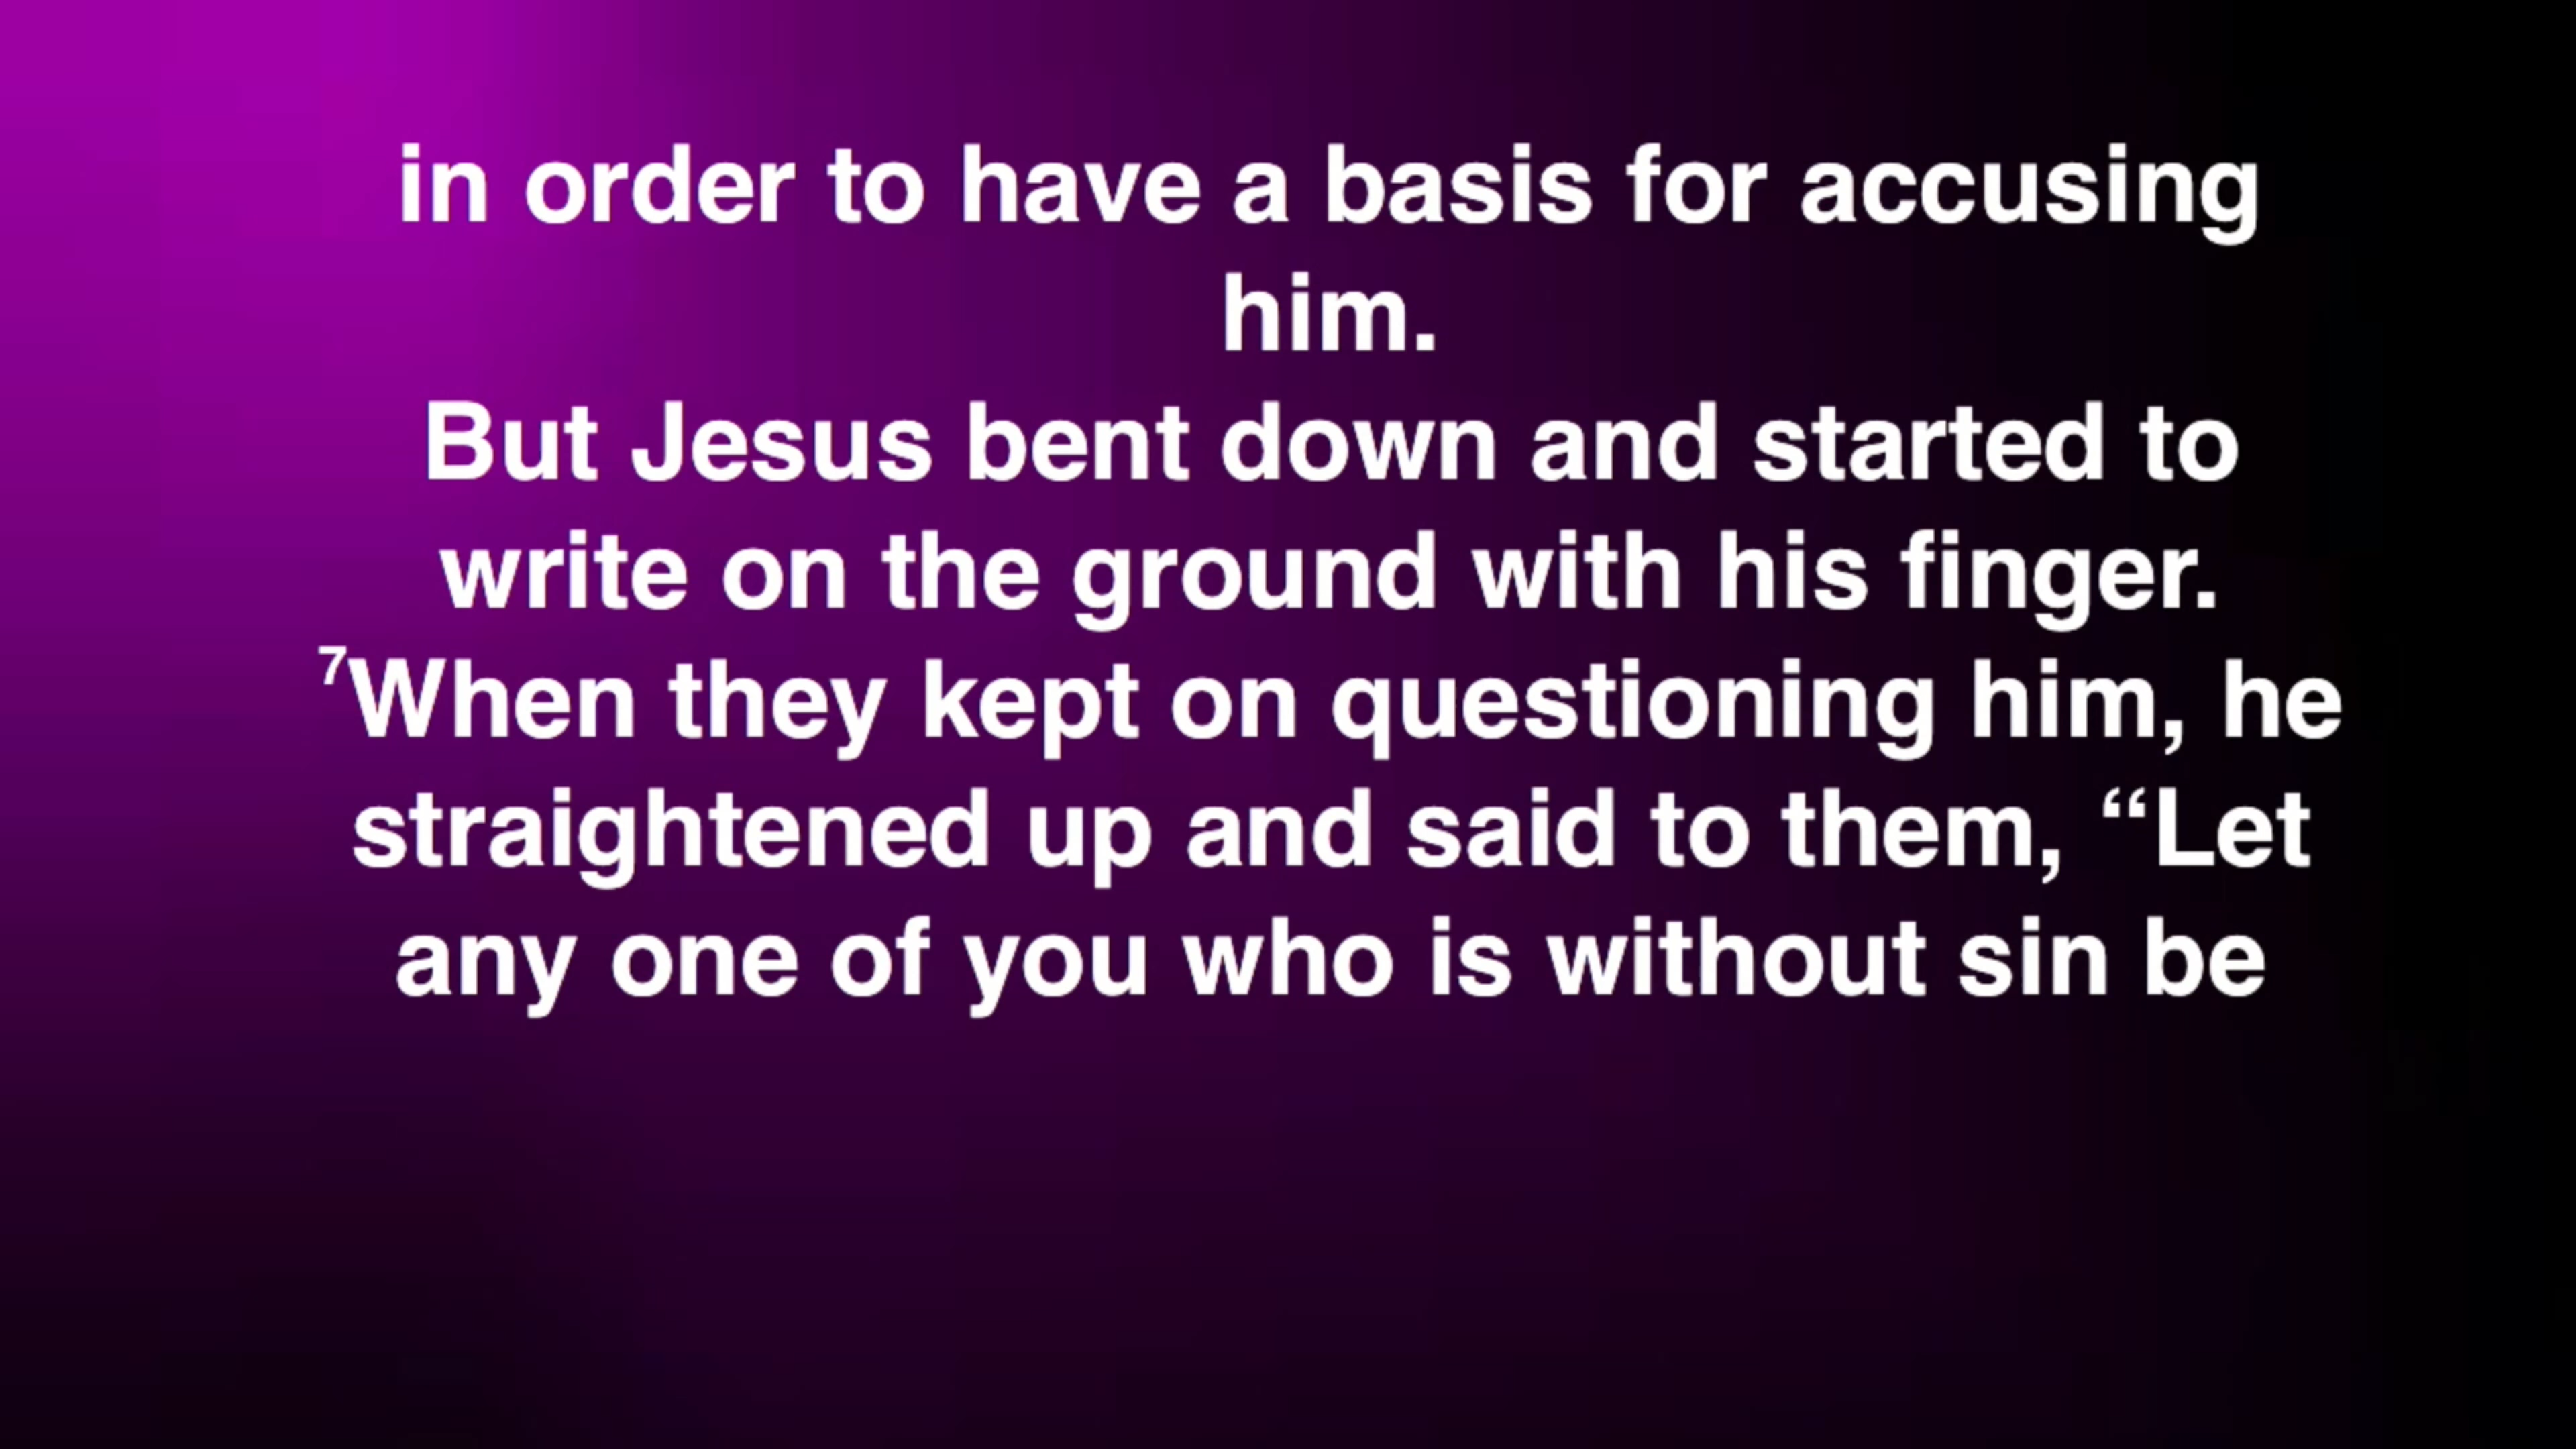 in order to have a basis for accusing
him.
But Jesus bent down and started to
write on the ground with his finger.
⁷When they kept on questioning him, he
straightened up and said to them, “Let
any one of you who is without sin be